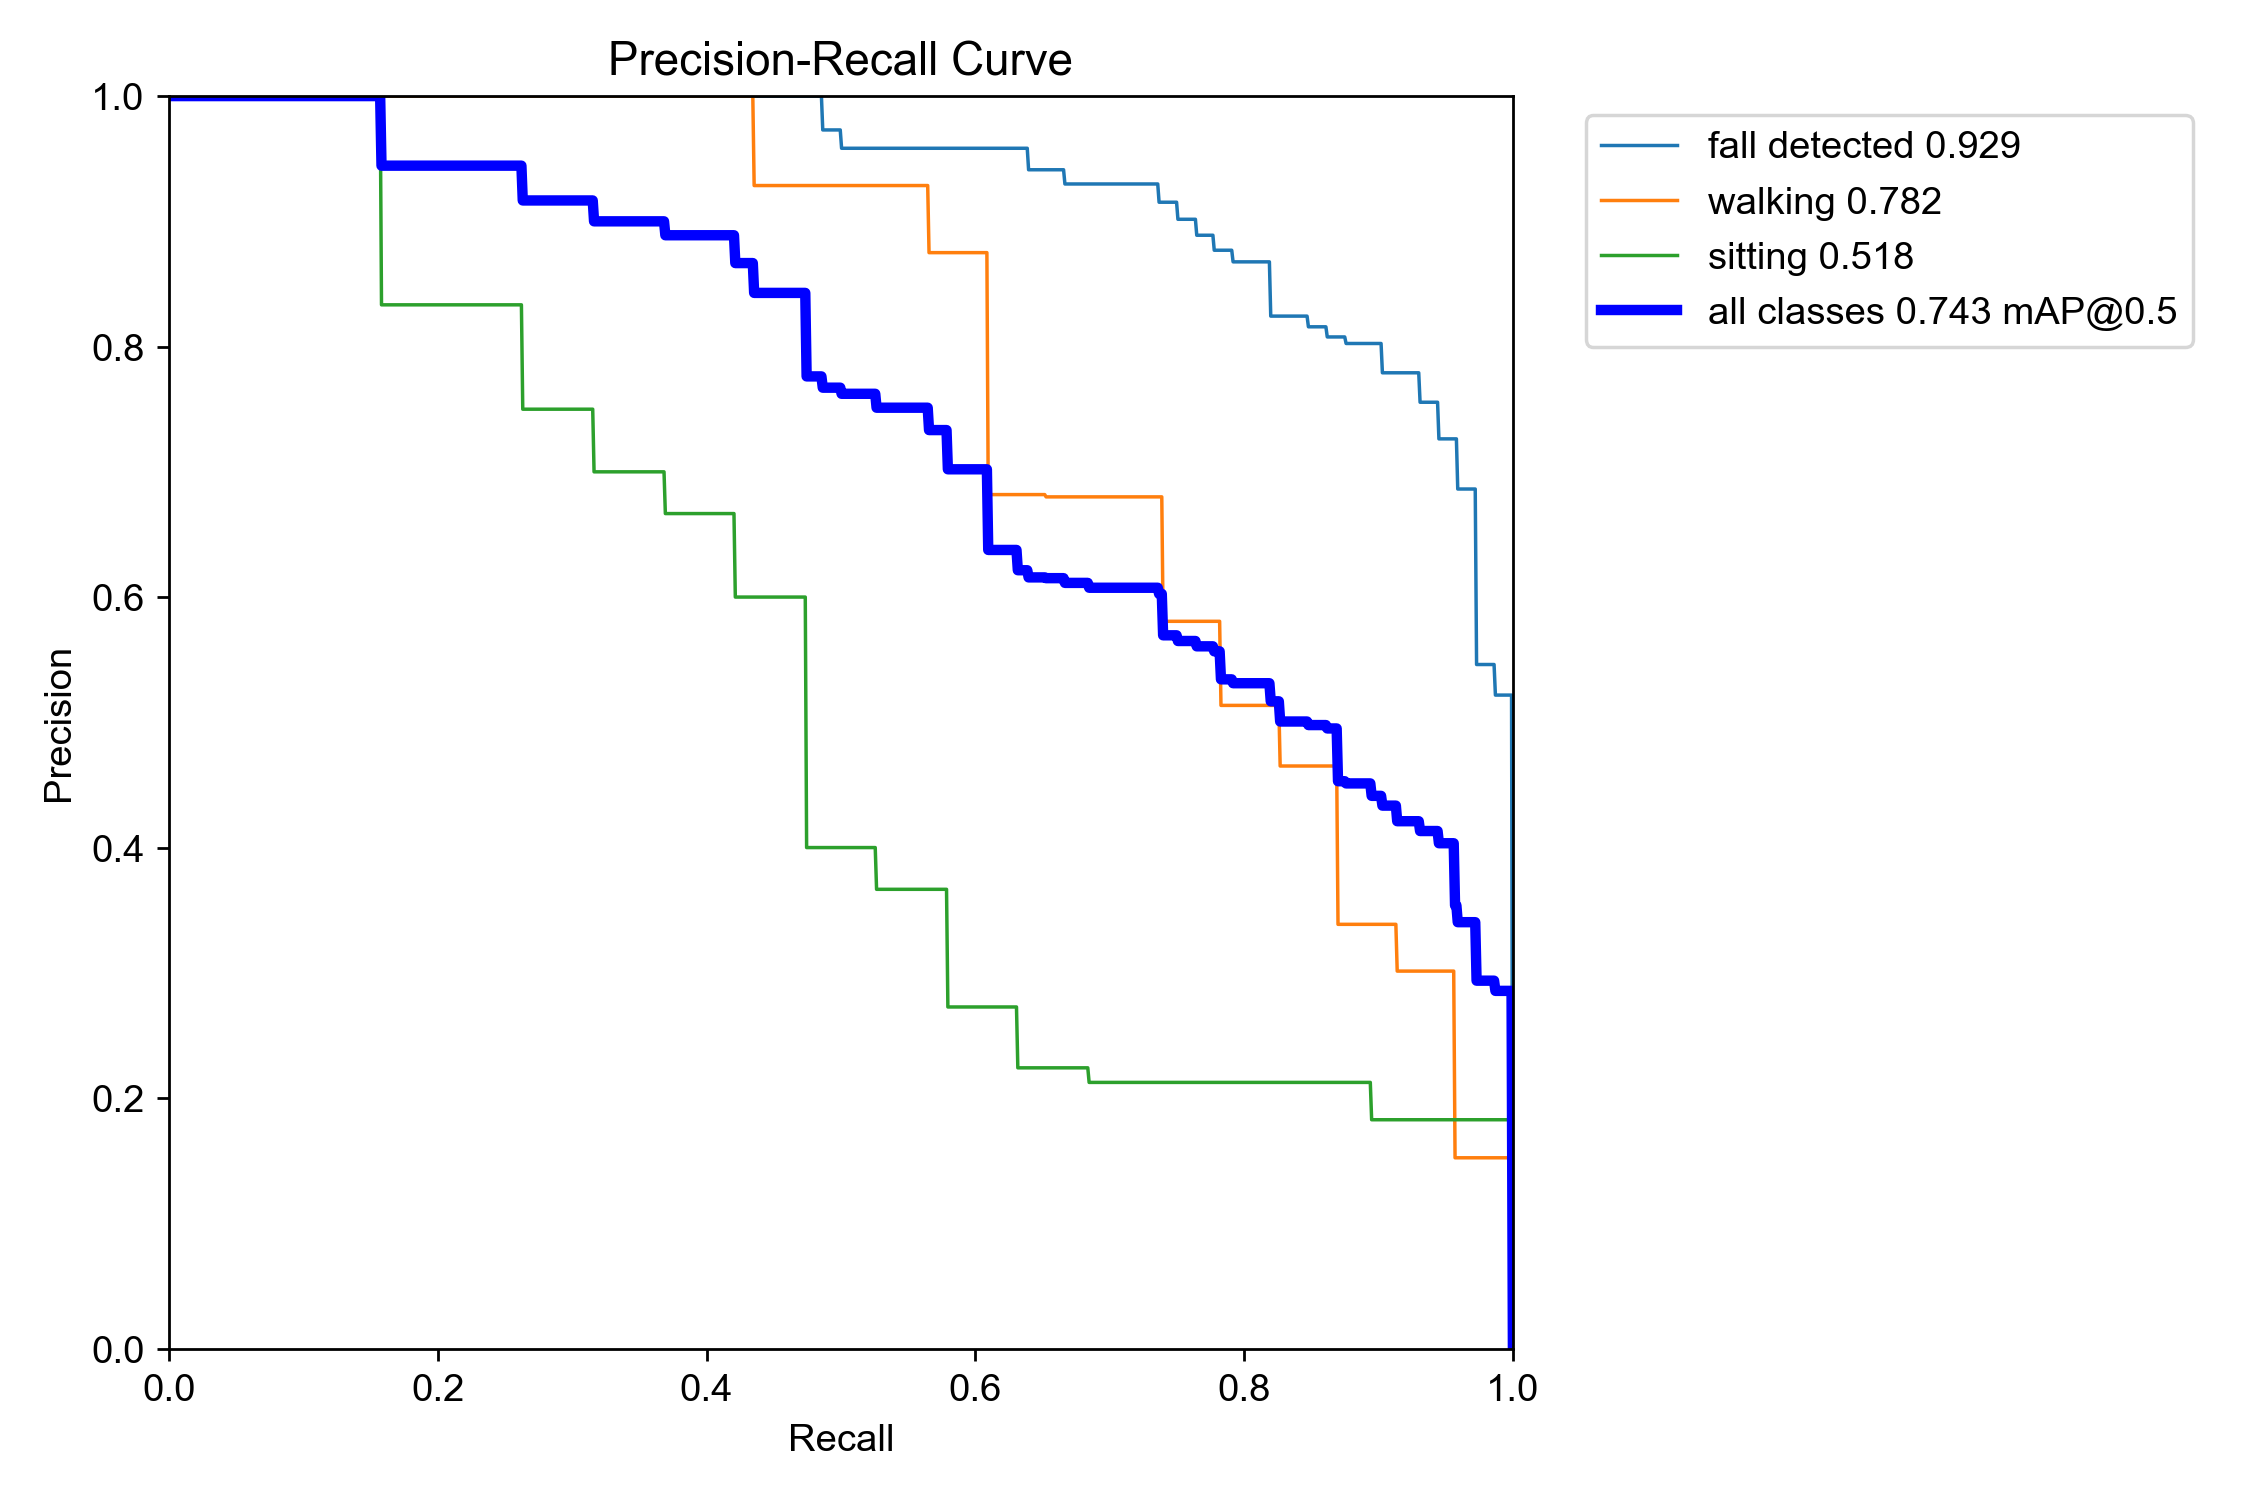 Precision-Recall Curve
fall detected 0.929
walking 0.782
sitting 0.518
all classes 0.743 mAP@0.5
1.0
0.8
0.6
0.4
0.2
0.0
Precision
0.0 0.2 0.4 0.6 0.8 1.0
Recall